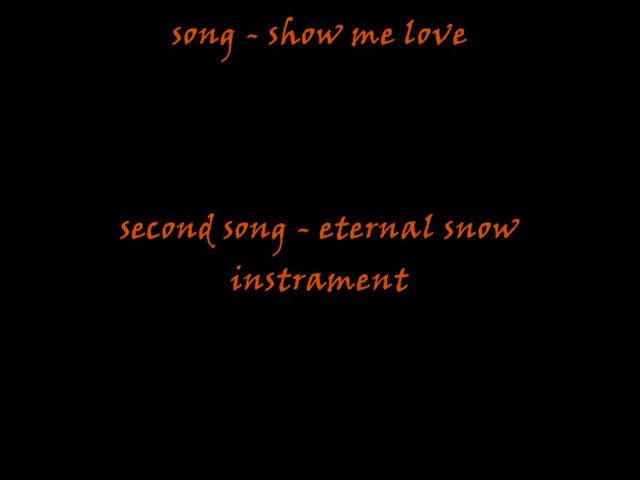 song - show me love
second song - eternal snow
instrament